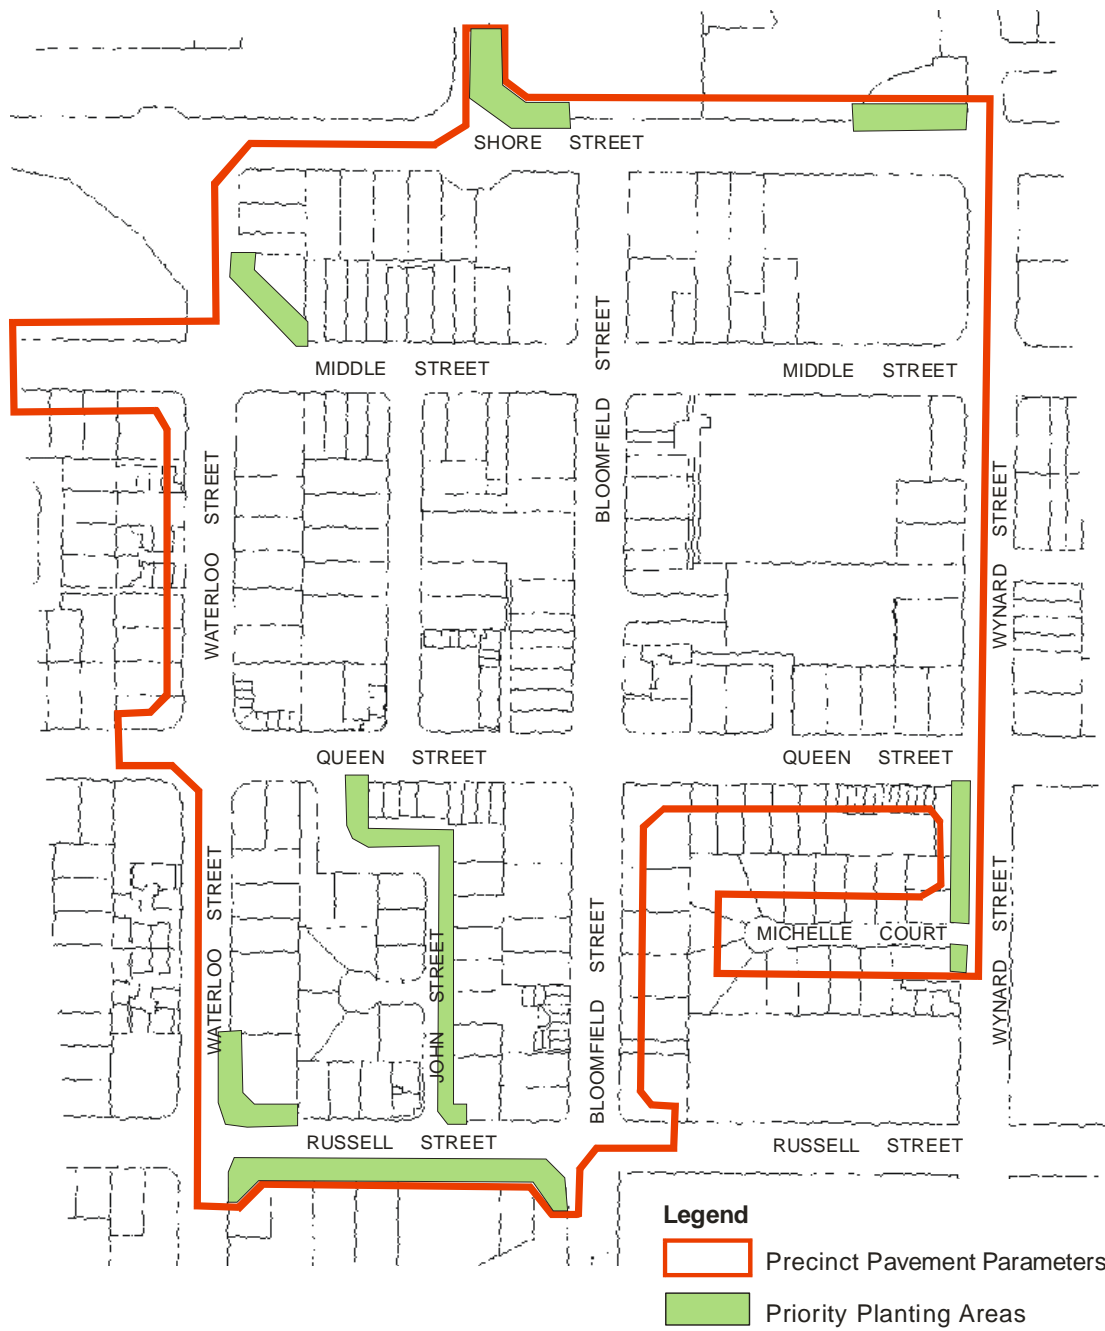 SHORE STREET
MIDDLE STREET
MIDDLE STREET
BLOOMFIELD STREET
WATERLOO STREET
WYNARD STREET
QUEEN STREET
QUEEN STREET
WATERLOO STREET
JOHN STREET
BLOOMFIELD STREET
MICHELLE COURT
WYNARD STREET
RUSSELL STREET
RUSSELL STREET
Legend
Precinct Pavement Parameters
Priority Planting Areas